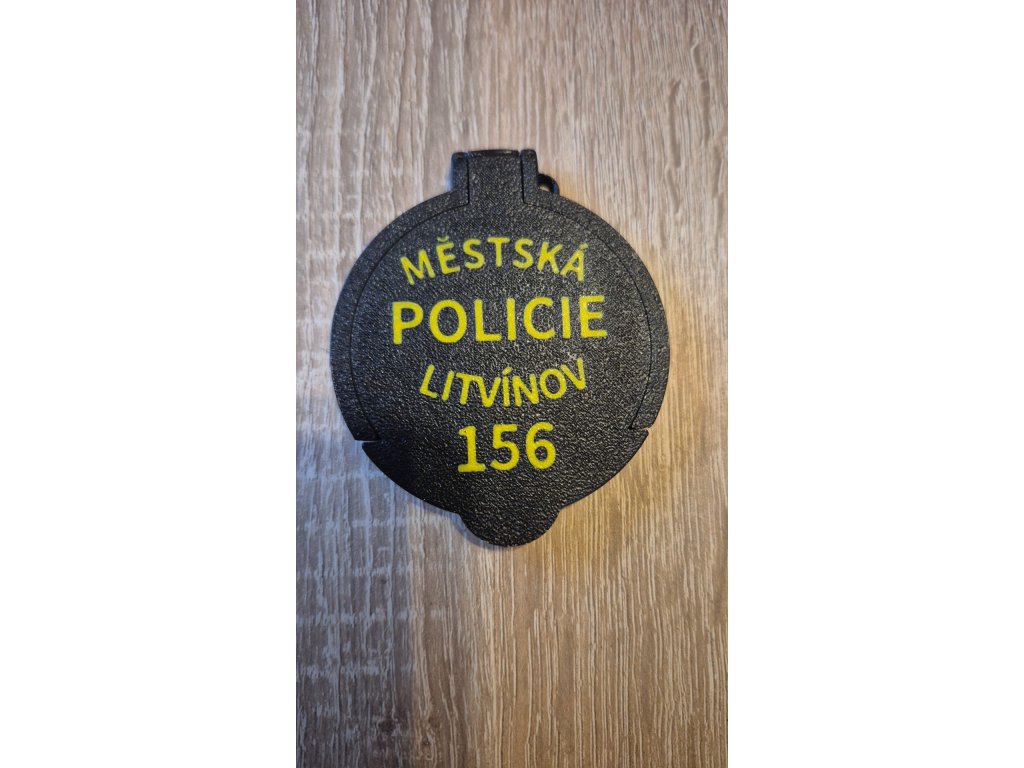 MĚSTSKÁ
POLICIE
LITVÍNOV
156